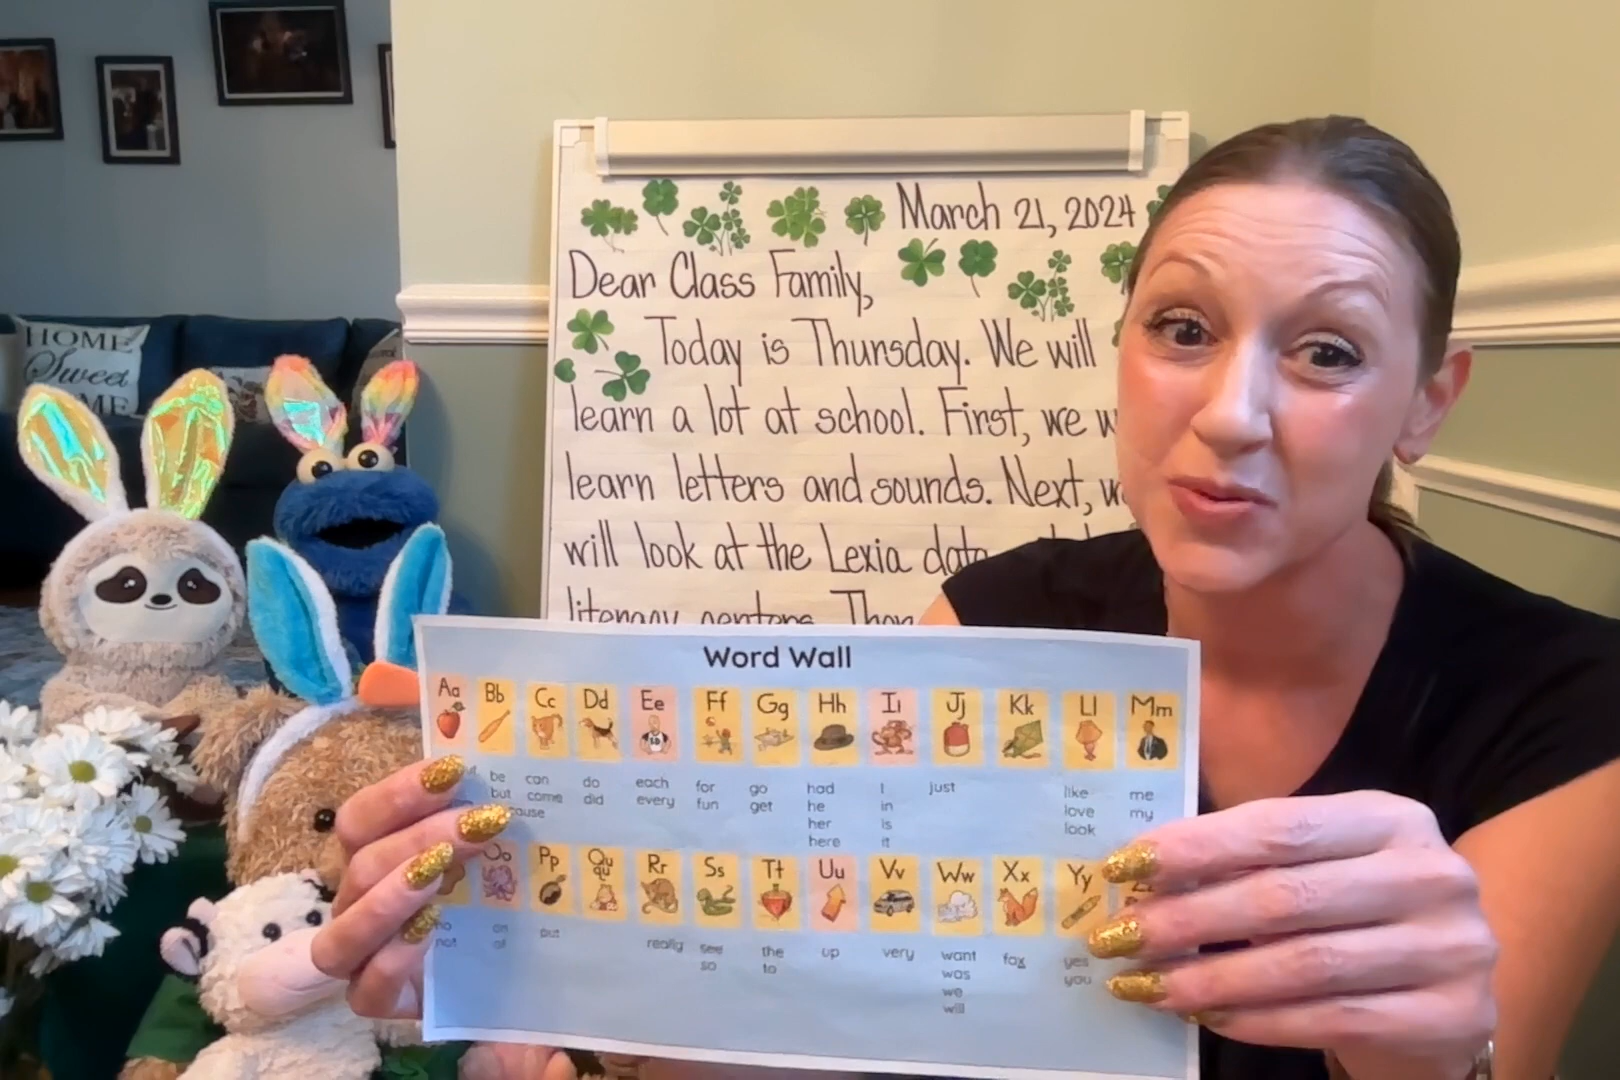 HOME
Sweet
March 21, 2024
Dear Class Family,
Today is Thursday. We will
learn a lot at school. First, we
learn letters and sounds. Next,
will look at the Lexia data
Word Wall
Aa Bb Cc Dd Ee Ff Gg Hh Ii Jj Kk Ll Mm
be can do each for go had I just like me
but come did every fun get he in love my
her is look
here it
Oo Pp Qu qu Rr Ss Tt Uu Vv Ww Xx Yy
no on put really see the up very want fox yes
not of so to was you
we
will